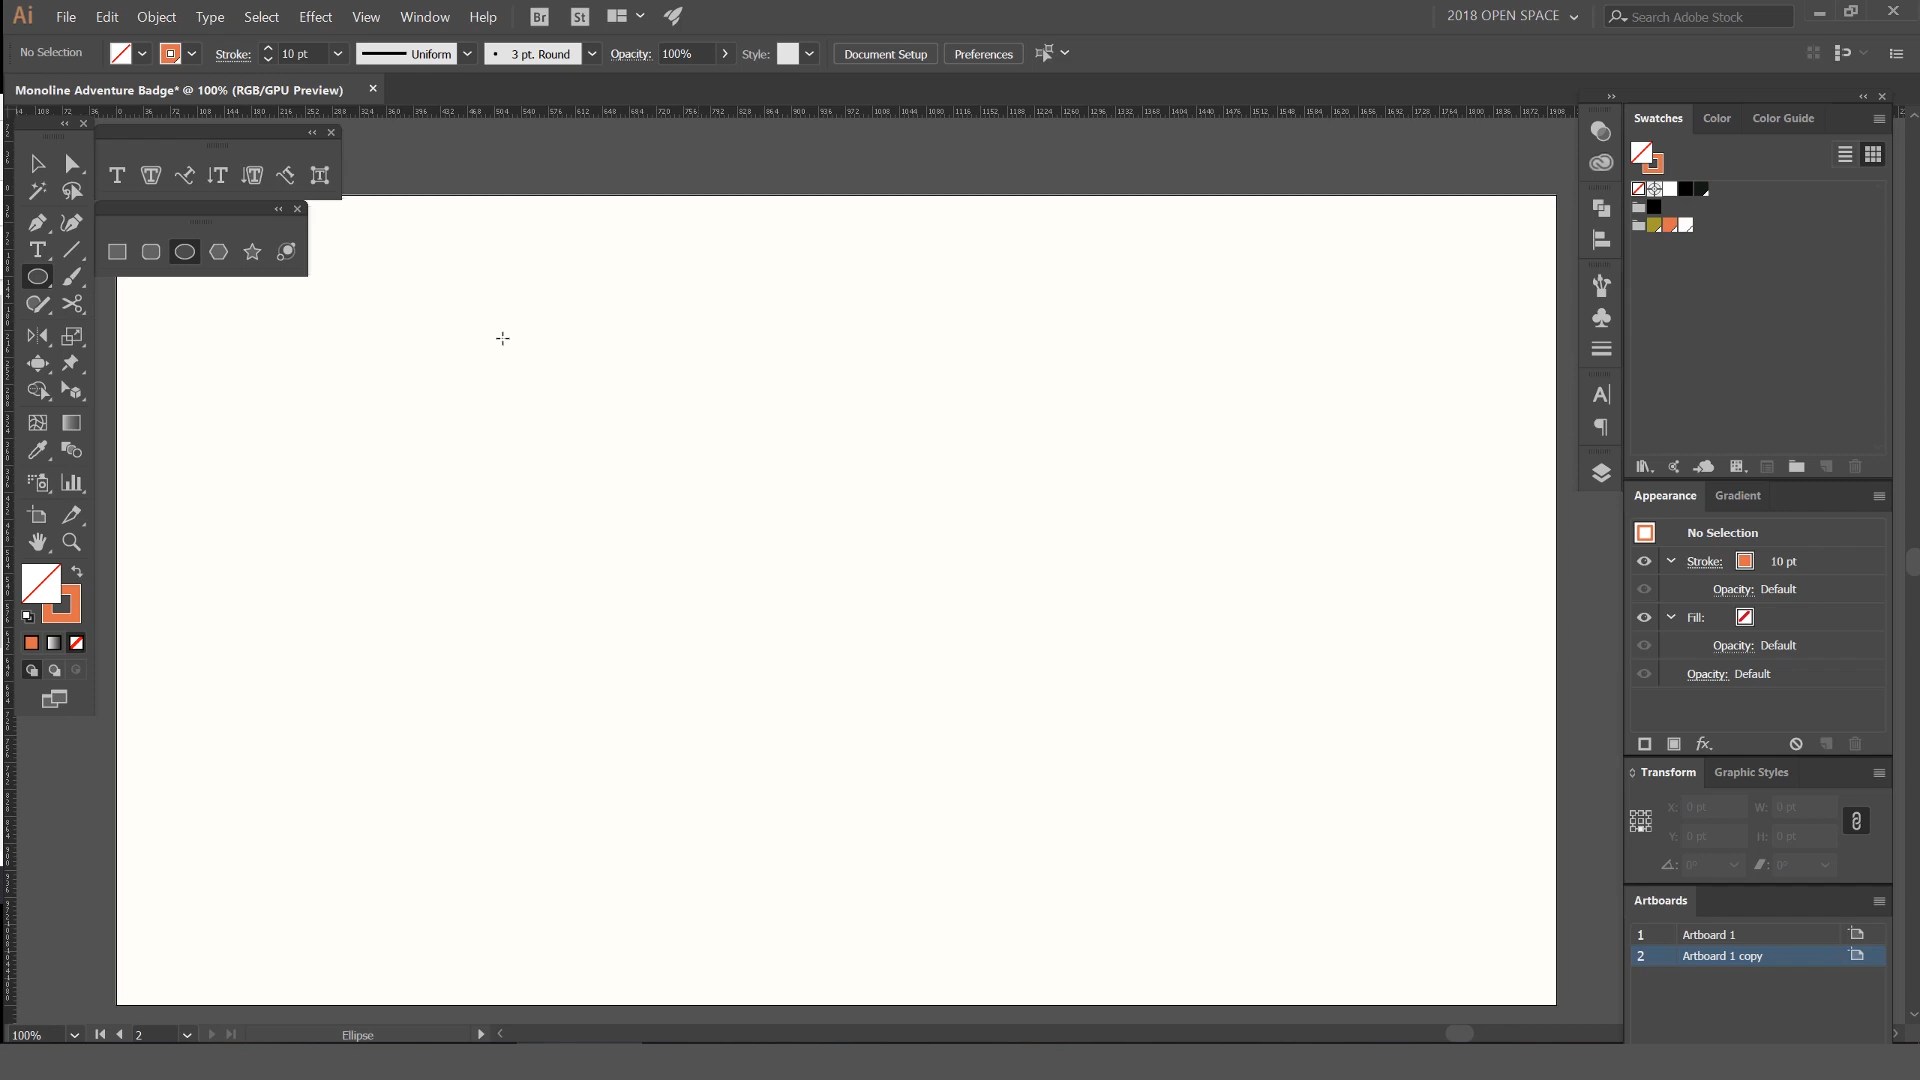 Ai File Edit Object Type Select Effect View Window Help Br St 2018 OPEN SPACE Search Adobe Stock
No Selection Stroke: 10 pt Uniform 3 pt. Round Opacity: 100% Style: Document Setup Preferences
Monoline Adventure Badge* @ 100% (RGB/GPU Preview)
Swatches Color Color Guide
Appearance Gradient
No Selection
Stroke: 10 pt
Opacity: Default
Fill:
Opacity: Default
Opacity: Default
fx
Transform Graphic Styles
X: 0 pt W: 0 pt
Y: 0 pt H: 0 pt
0° 0°
Artboards
1 Artboard 1
2 Artboard 1 copy
100% 2 Ellipse